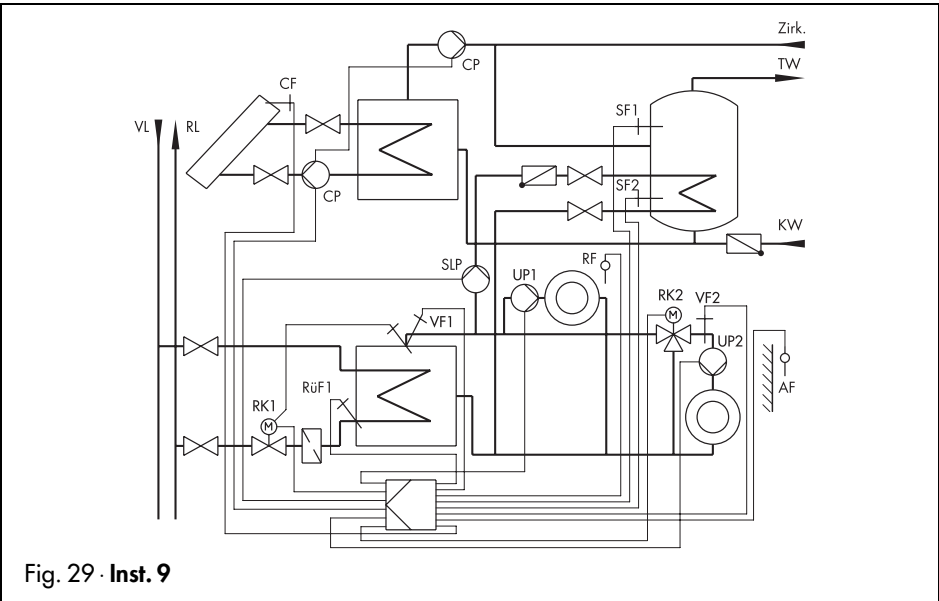 Zirk.
CP
TW
CF
VL
RL
SF1
CP
SF2
KW
SLP
UP1
RF
RK2
VF2
VF1
M
UP2
AF
RüF1
RK1
M
Fig. 29 · Inst. 9